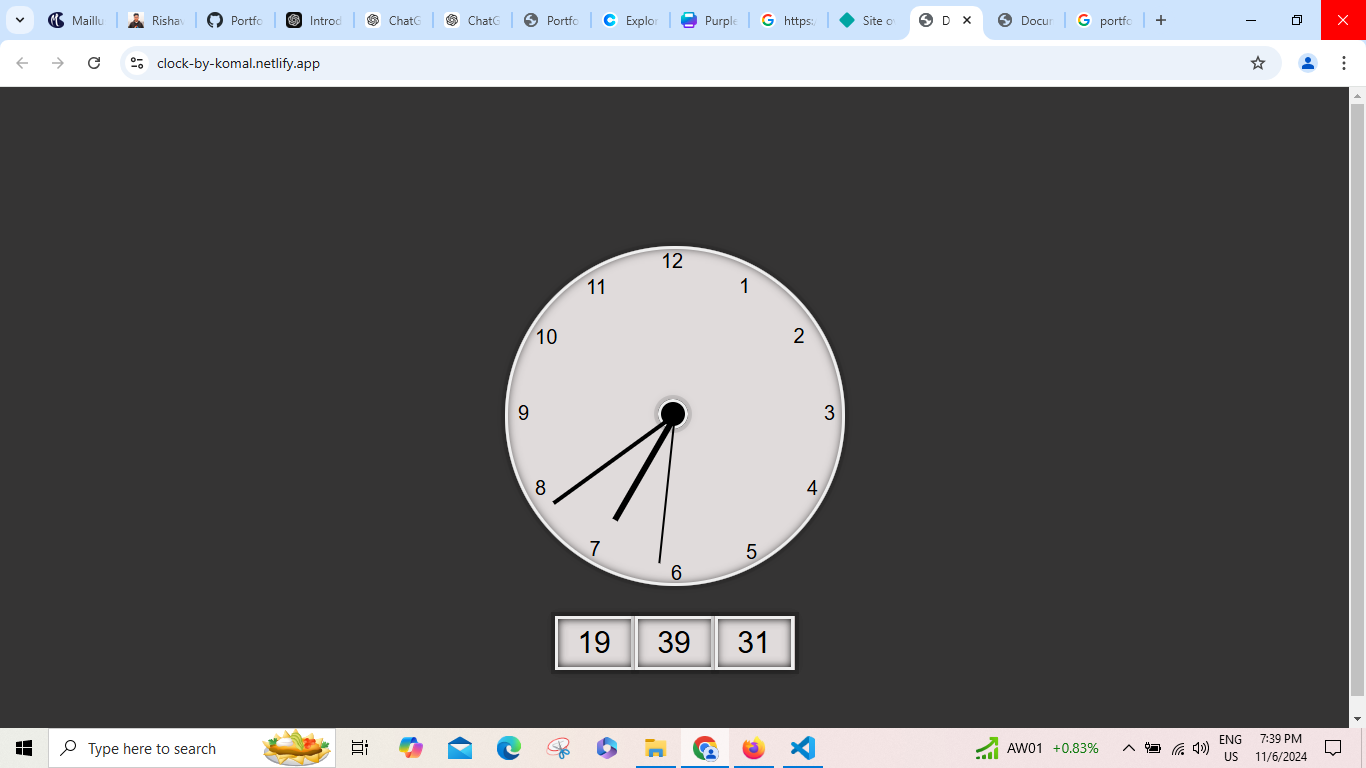 Maillu
Rishav
Portfo
Introd
ChatG
ChatG
Portfo
Explor
Purple
https:
Site ov
D
Docur
portfo
clock-by-komal.netlify.app
12
11
1
10
2
9
3
8
4
7
5
6
19 39 31
Type here to search
AW01 +0.83%
ENG
US
7:39 PM
11/6/2024